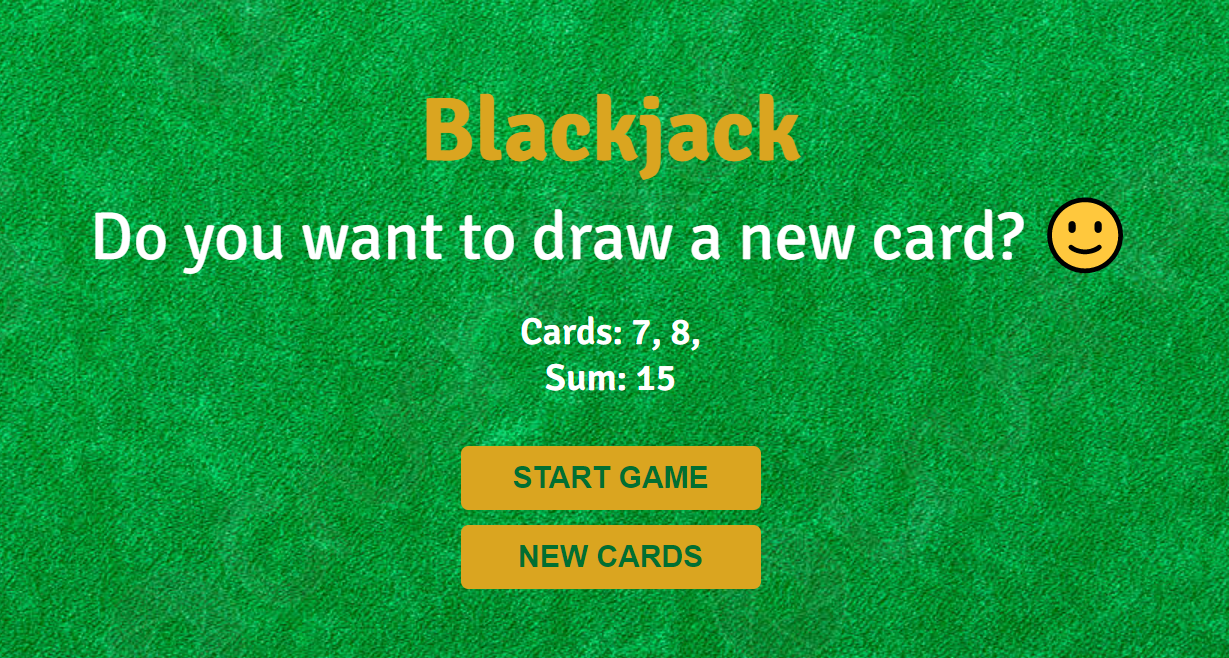 Blackjack
Do you want to draw a new card? 🙂
Cards: 7, 8,
Sum: 15
START GAME
NEW CARDS